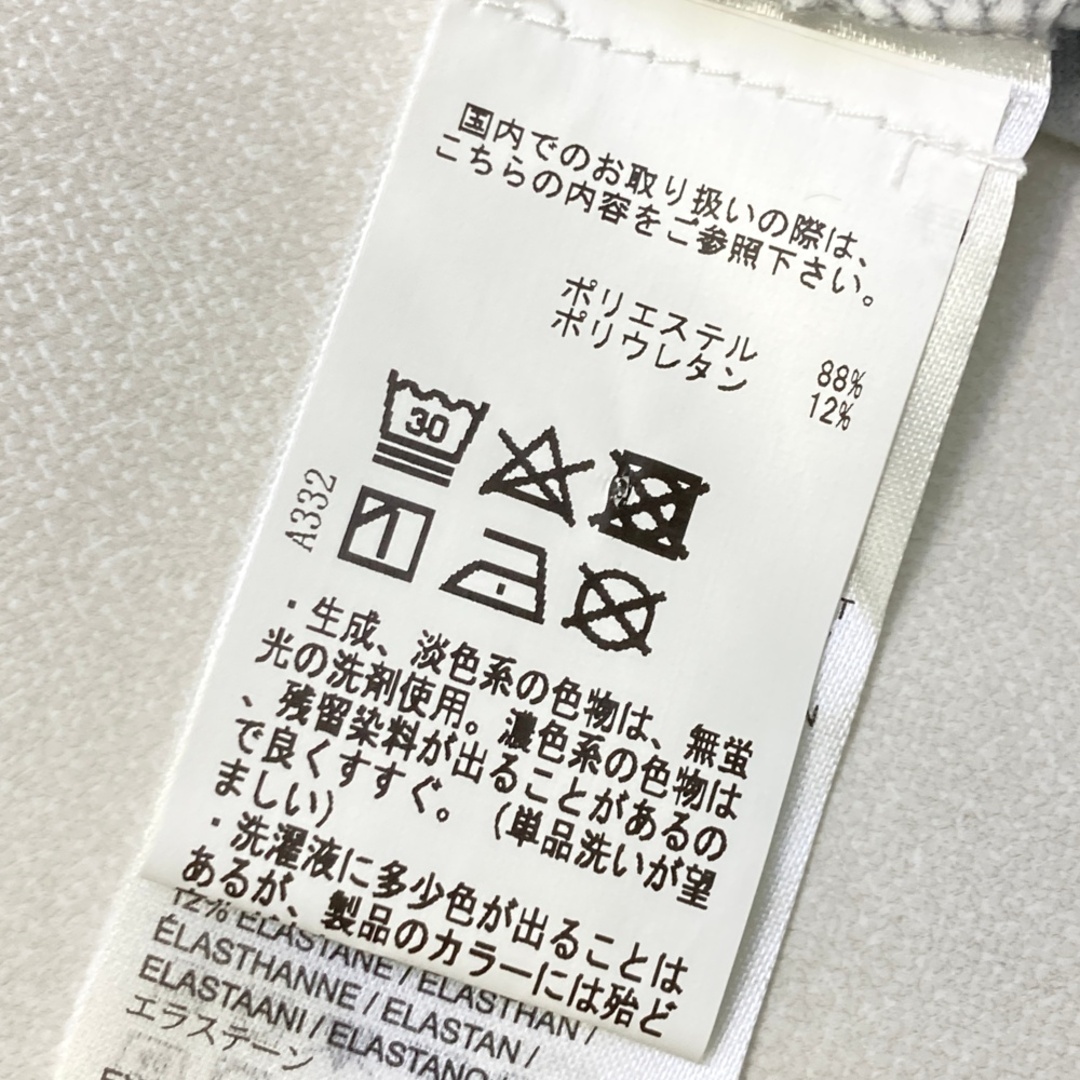 国内でのお取り扱いの際は、
こちらの内容をご参照下さい。
ポリエステル 88%
ポリウレタン 12%
30
A332
・生成、淡色系の色物は、無蛍
光の洗剤使用。濃色系の色物は
、残留染料が出ることがあるの
で良くすすぐ。（単品洗いが望
ましい）
・洗濯液に多少色が出ることは
あるが、製品のカラーには殆ど
12% ELASTANE / ELASTHAN /
ELASTHANNE / ELASTAN /
ELASTAANI / ELASTANO
エラステーン